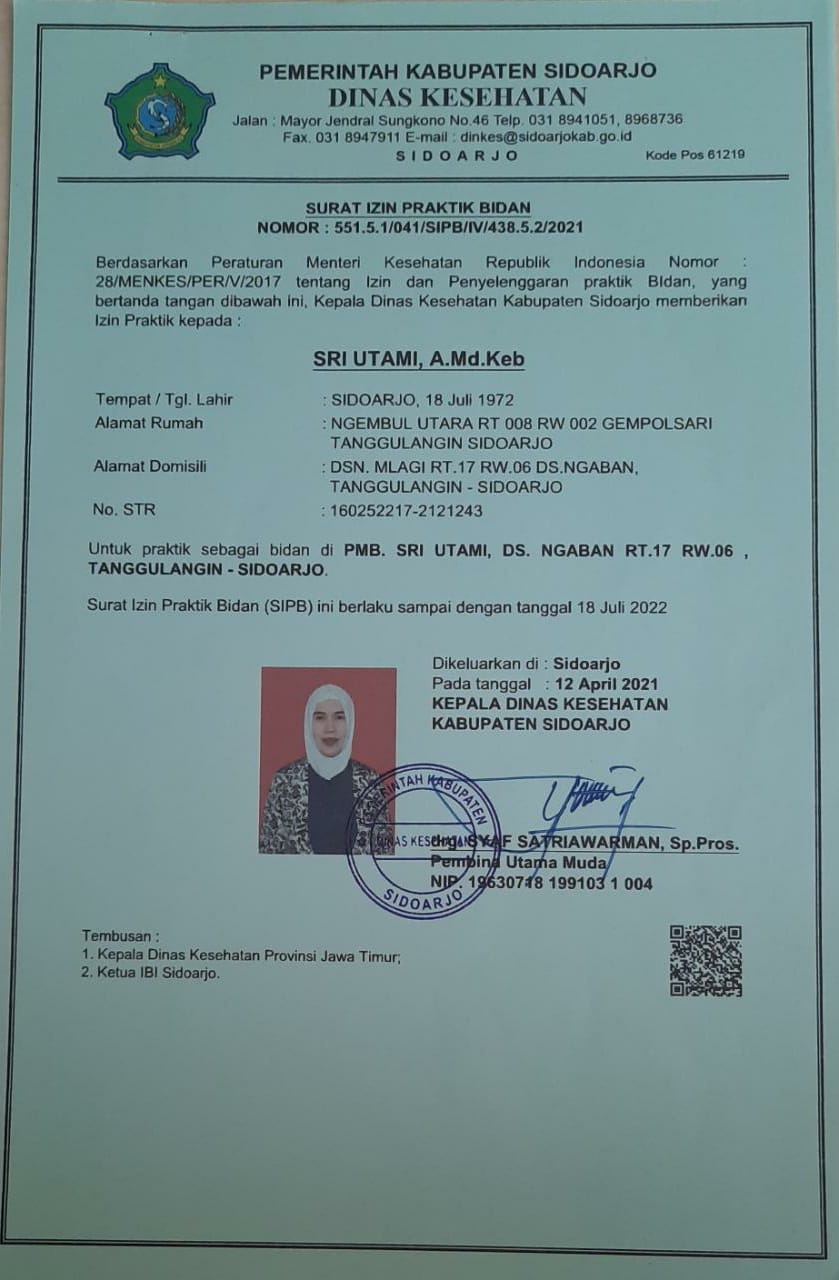 PEMERINTAH KABUPATEN SIDOARJO
DINAS KESEHATAN
Jalan : Mayor Jendral Sungkono No.46 Telp. 031 8941051, 8968736
Fax. 031 8947911 E-mail : dinkes@sidoarjokab.go.id
S I D O A R J O
Kode Pos 61219
SURAT IZIN PRAKTIK BIDAN
NOMOR : 551.5.1/041/SIPB/IV/438.5.2/2021
Berdasarkan Peraturan Menteri Kesehatan Republik Indonesia Nomor :
28/MENKES/PER/V/2017 tentang Izin dan Penyelenggaran praktik BIdan, yang
bertanda tangan dibawah ini, Kepala Dinas Kesehatan Kabupaten Sidoarjo memberikan
Izin Praktik kepada :
SRI UTAMI, A.Md.Keb
Tempat / Tgl. Lahir : SIDOARJO, 18 Juli 1972
Alamat Rumah : NGEMBUL UTARA RT 008 RW 002 GEMPOLSARI
TANGGULANGIN SIDOARJO
Alamat Domisili : DSN. MLAGI RT.17 RW.06 DS.NGABAN,
TANGGULANGIN - SIDOARJO
No. STR : 160252217-2121243
Untuk praktik sebagai bidan di PMB. SRI UTAMI, DS. NGABAN RT.17 RW.06 ,
TANGGULANGIN - SIDOARJO.
Surat Izin Praktik Bidan (SIPB) ini berlaku sampai dengan tanggal 18 Juli 2022
Dikeluarkan di : Sidoarjo
Pada tanggal : 12 April 2021
KEPALA DINAS KESEHATAN
KABUPATEN SIDOARJO
PEMERINTAH KABUPATEN
DINAS KESEHATAN
SIDOARJO
drg. SYAF SATRIAWARMAN, Sp.Pros.
Pembina Utama Muda
NIP. 19630718 199103 1 004
Tembusan :
1. Kepala Dinas Kesehatan Provinsi Jawa Timur;
2. Ketua IBI Sidoarjo.